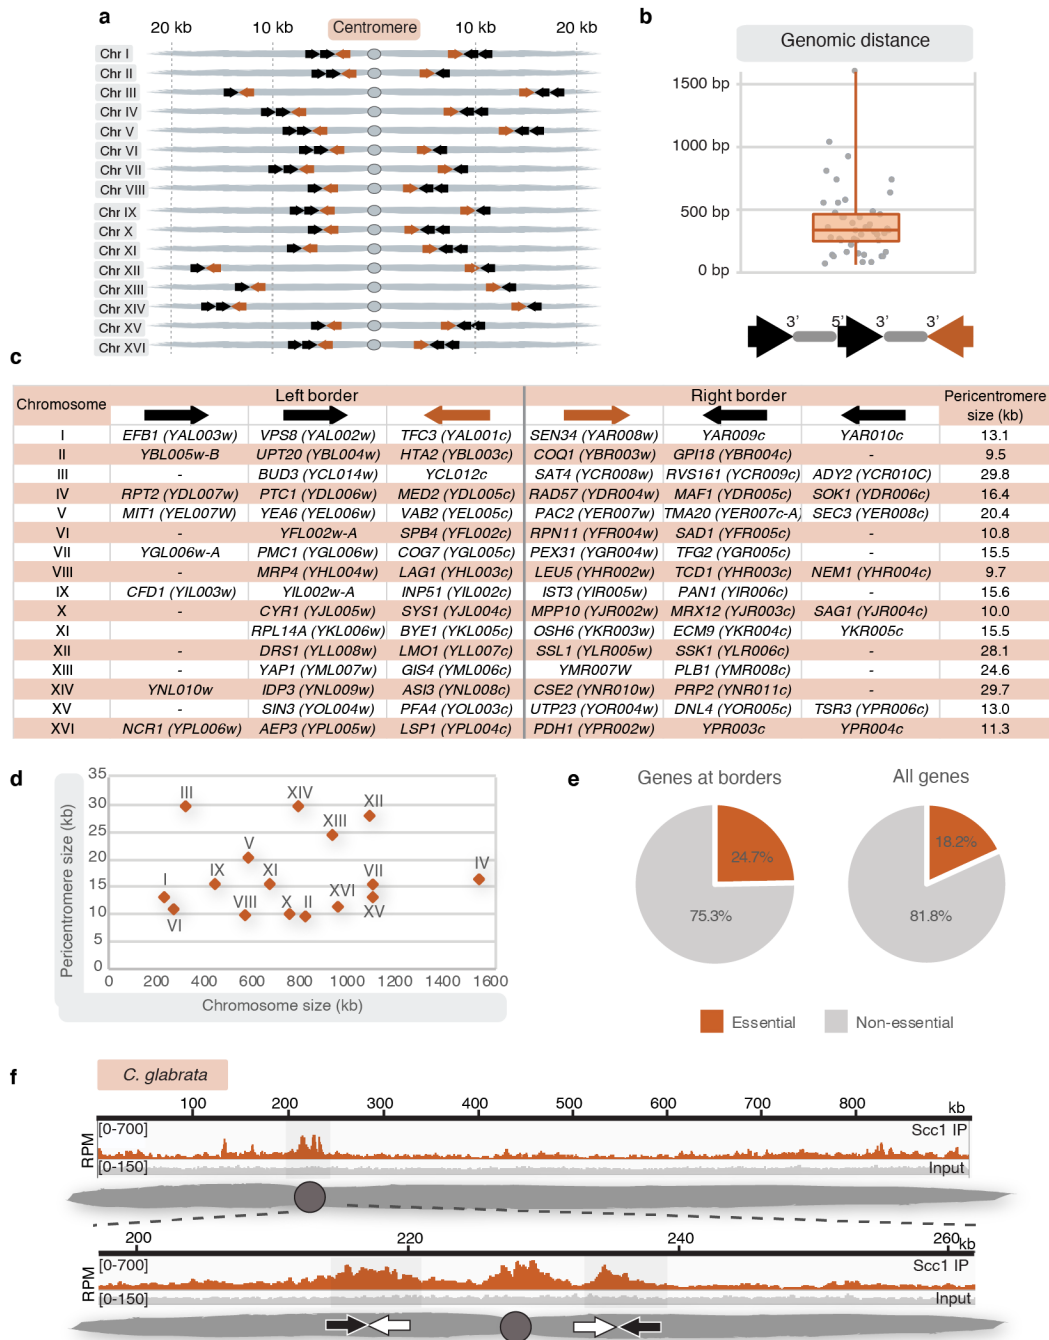 a
20 kb 10 kb Centromere 10 kb 20 kb
Chr I
Chr II
Chr III
Chr IV
Chr V
Chr VI
Chr VII
Chr VIII
Chr IX
Chr X
Chr XI
Chr XII
Chr XIII
Chr XIV
Chr XV
Chr XVI
b
Genomic distance
1500 bp
1000 bp
500 bp
0 bp
3' 5' 3' 3'
c
Chromosome Left border Right border Pericentromere size (kb)
I EFB1 (YAL003w) VPS8 (YAL002w) TFC3 (YAL001c) SEN34 (YAR008w) YAR009c YAR010c 13.1
II YBL005w-B UPT20 (YBL004w) HTA2 (YBL003c) COQ1 (YBR003w) GPI18 (YBR004c) - 9.5
III - BUD3 (YCL014w) YCL012c SAT4 (YCR008w) RVS161 (YCR009c) ADY2 (YCR010C) 29.8
IV RPT2 (YDL007w) PTC1 (YDL006w) MED2 (YDL005c) RAD57 (YDR004w) MAF1 (YDR005c) SOK1 (YDR006c) 16.4
V MIT1 (YEL007W) YEA6 (YEL006w) VAB2 (YEL005c) PAC2 (YER007w) TMA20 (YER007c-A) SEC3 (YER008c) 20.4
VI - YFL002w-A SPB4 (YFL002c) RPN11 (YFR004w) SAD1 (YFR005c) - 10.8
VII YGL006w-A PMC1 (YGL006w) COG7 (YGL005c) PEX31 (YGR004w) TFG2 (YGR005c) - 15.5
VIII - MRP4 (YHL004w) LAG1 (YHL003c) LEU5 (YHR002w) TCD1 (YHR003c) NEM1 (YHR004c) 9.7
IX CFD1 (YIL003w) YIL002w-A INP51 (YIL002c) IST3 (YIR005w) PAN1 (YIR006c) - 15.6
X - CYR1 (YJL005w) SYS1 (YJL004c) MPP10 (YJR002w) MRX12 (YJR003c) SAG1 (YJR004c) 10.0
XI RPL14A (YKL006w) BYE1 (YKL005c) OSH6 (YKR003w) ECM9 (YKR004c) YKR005c 15.5
XII - DRS1 (YLL008w) LMO1 (YLL007c) SSL1 (YLR005w) SSK1 (YLR006c) - 28.1
XIII - YAP1 (YML007w) GIS4 (YML006c) YMR007W PLB1 (YMR008c) - 24.6
XIV YNL010w IDP3 (YNL009w) ASI3 (YNL008c) CSE2 (YNR010w) PRP2 (YNR011c) - 29.7
XV - SIN3 (YOL004w) PFA4 (YOL003c) UTP23 (YOR004w) DNL4 (YOR005c) TSR3 (YPR006c) 13.0
XVI NCR1 (YPL006w) AEP3 (YPL005w) LSP1 (YPL004c) PDH1 (YPR002w) YPR003c YPR004c 11.3
d
Pericentromere size (kb)
35
30
25
20
15
10
5
0
III XIV XII
XIII
V
I IX XI VII IV
VI VIII X II XVI XV
0 200 400 600 800 1000 1200 1400 1600
Chromosome size (kb)
e
Genes at borders All genes
24.7% 18.2%
75.3% 81.8%
Essential Non-essential
f
C. glabrata
100 200 300 400 500 600 700 800 kb
RPM
[0-700] Scc1 IP
[0-150] Input
200 220 240 260 kb
RPM
[0-700] Scc1 IP
[0-150] Input